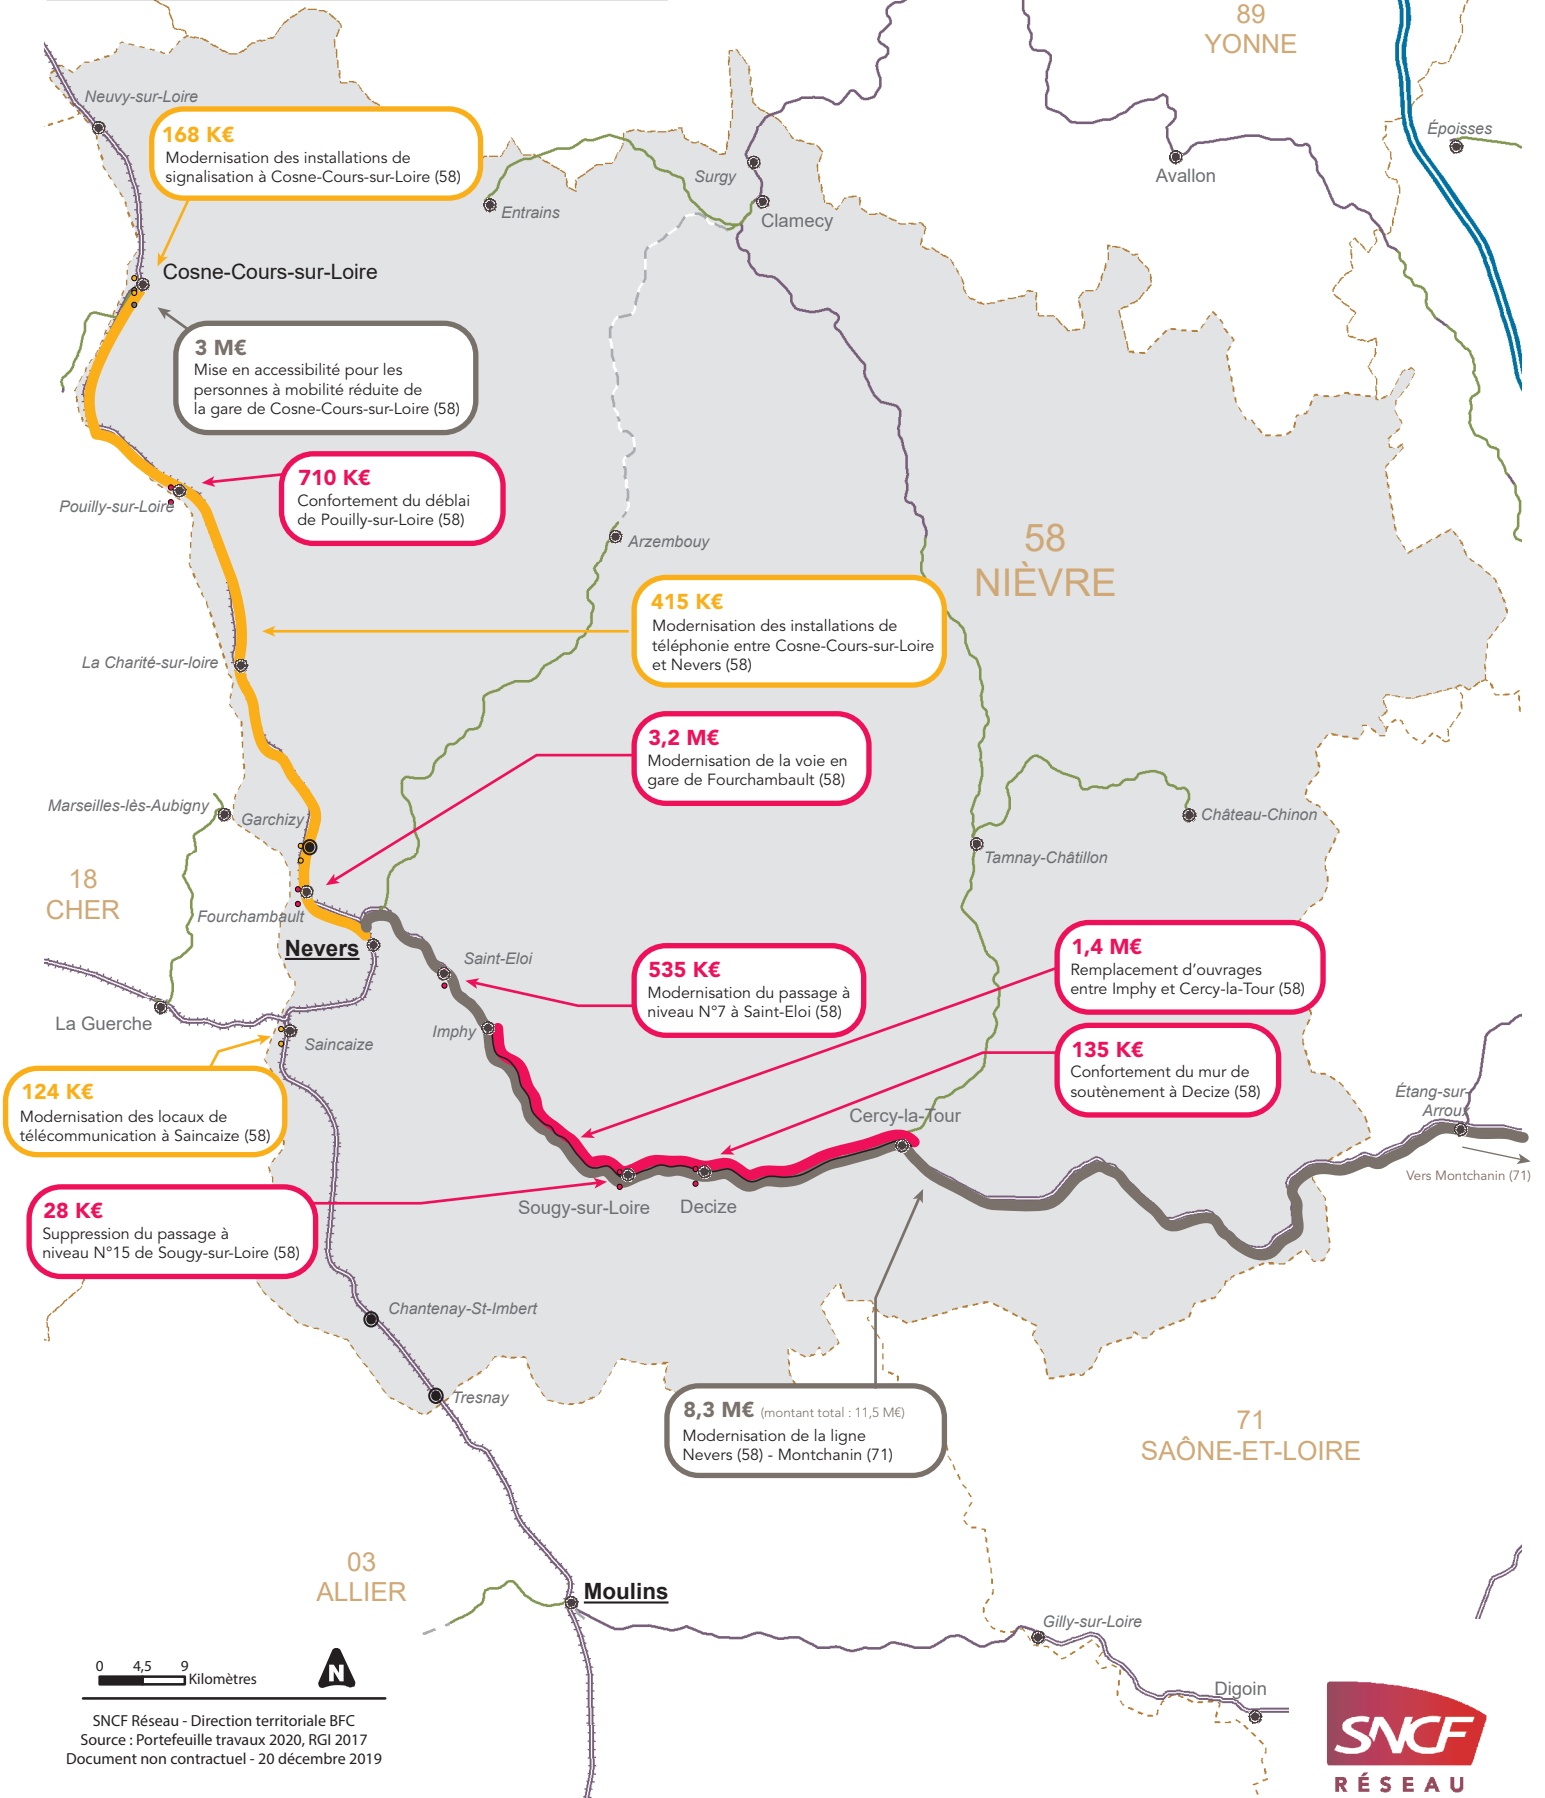 89
YONNE
Neuvy-sur-Loire
168 K€
Modernisation des installations de
signalisation à Cosne-Cours-sur-Loire (58)
Époisses
Surgy
Avallon
Entrains
Clamecy
Cosne-Cours-sur-Loire
3 M€
Mise en accessibilité pour les
personnes à mobilité réduite de
la gare de Cosne-Cours-sur-Loire (58)
710 K€
Confortement du déblai
de Pouilly-sur-Loire (58)
Pouilly-sur-Loire
Arzembouy
58
NIÈVRE
415 K€
Modernisation des installations de
téléphonie entre Cosne-Cours-sur-Loire
et Nevers (58)
La Charité-sur-loire
3,2 M€
Modernisation de la voie en
gare de Fourchambault (58)
Marseilles-lès-Aubigny
Garchizy
Château-Chinon
Tamnay-Châtillon
18
CHER
Fourchambault
Nevers
Saint-Eloi
535 K€
Modernisation du passage à
niveau N°7 à Saint-Eloi (58)
1,4 M€
Remplacement d'ouvrages
entre Imphy et Cercy-la-Tour (58)
La Guerche
Imphy
Saincaize
135 K€
Confortement du mur de
soutènement à Decize (58)
124 K€
Modernisation des locaux de
télécommunication à Saincaize (58)
Cercy-la-Tour
Étang-sur-
Arroux
Vers Montchanin (71)
28 K€
Suppression du passage à
niveau N°15 de Sougy-sur-Loire (58)
Sougy-sur-Loire
Decize
Chantenay-St-Imbert
Tresnay
8,3 M€ (montant total : 11,5 M€)
Modernisation de la ligne
Nevers (58) - Montchanin (71)
71
SAÔNE-ET-LOIRE
03
ALLIER
Moulins
Gilly-sur-Loire
Digoin
0 4,5 9
Kilomètres
N
SNCF Réseau - Direction territoriale BFC
Source : Portefeuille travaux 2020, RGI 2017
Document non contractuel - 20 décembre 2019
SNCF
RÉSEAU